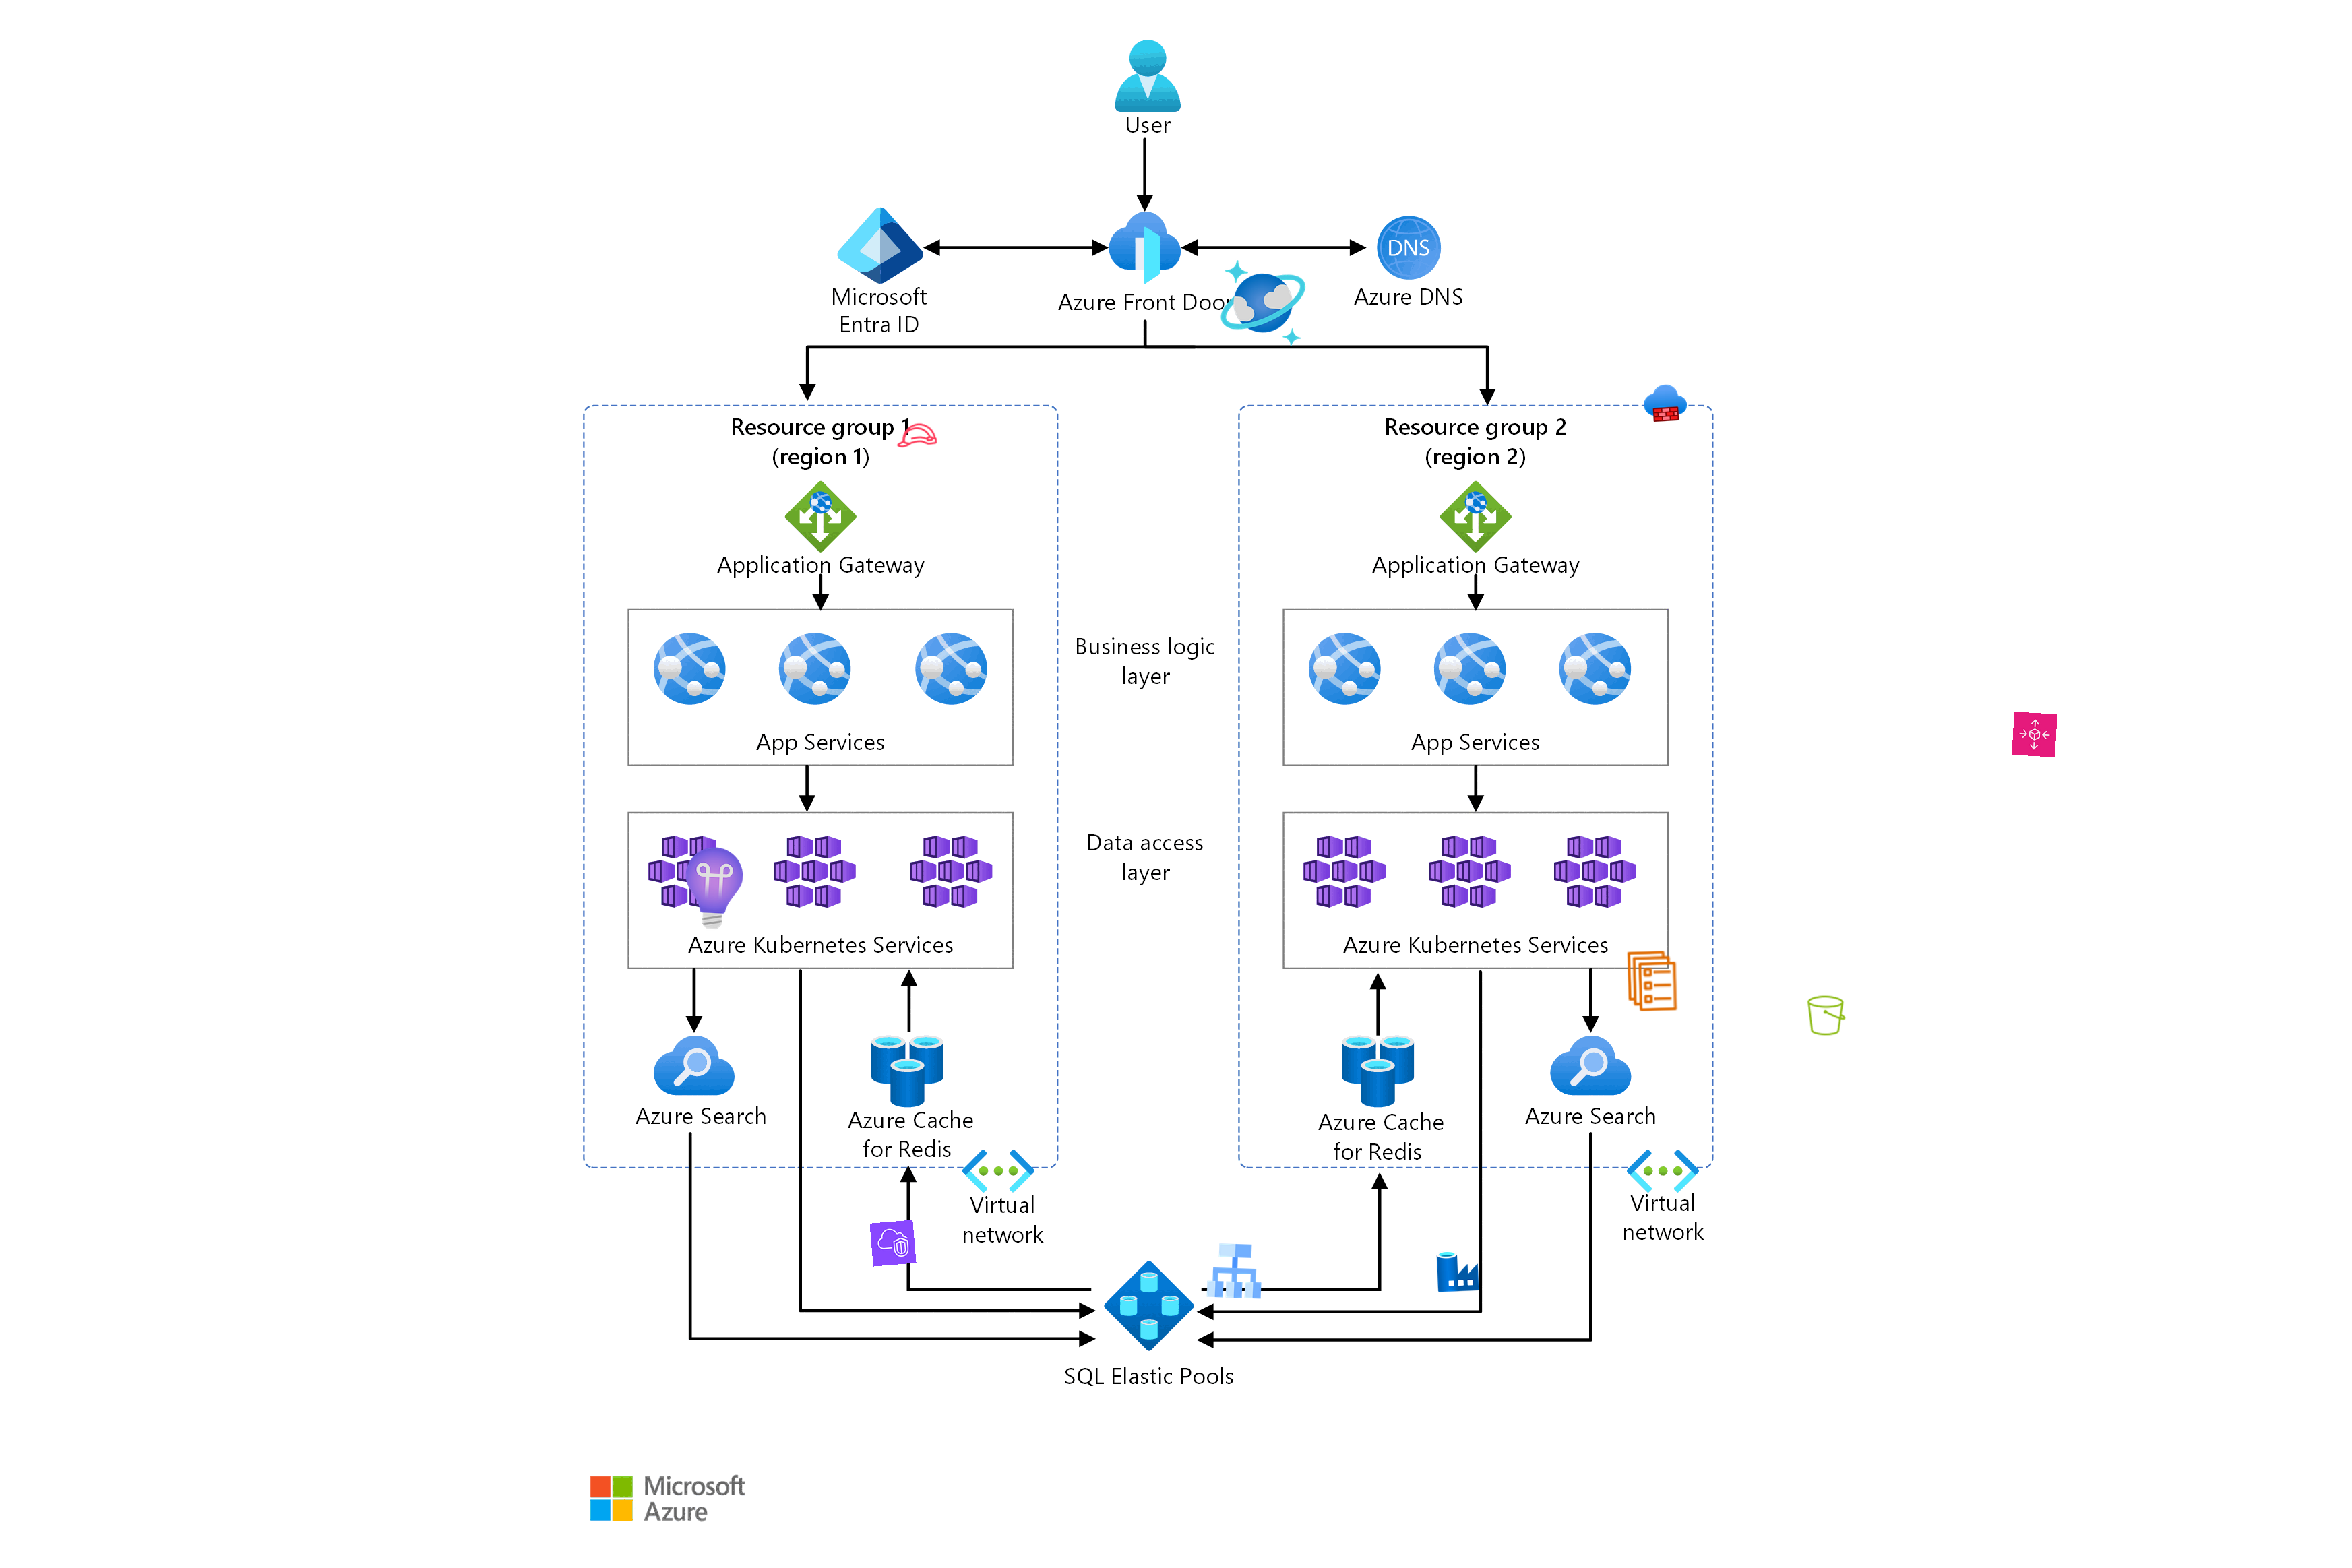 User
DNS
Microsoft
Entra ID
Azure Front Door
Azure DNS
Resource group 1
(region 1)
Resource group 2
(region 2)
Application Gateway
Application Gateway
Business logic
layer
App Services
App Services
Data access
layer
Azure Kubernetes Services
Azure Kubernetes Services
Azure Search
Azure Cache
for Redis
Azure Cache
for Redis
Azure Search
Virtual
network
Virtual
network
SQL Elastic Pools
Microsoft
Azure